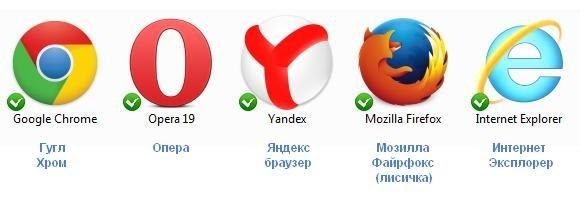 Google Chrome
Opera 19
Yandex
Mozilla Firefox
Internet Explorer
Гугл
Хром
Опера
Яндекс
браузер
Мозилла
Файрфокс
(лисичка)
Интернет
Эксплорер